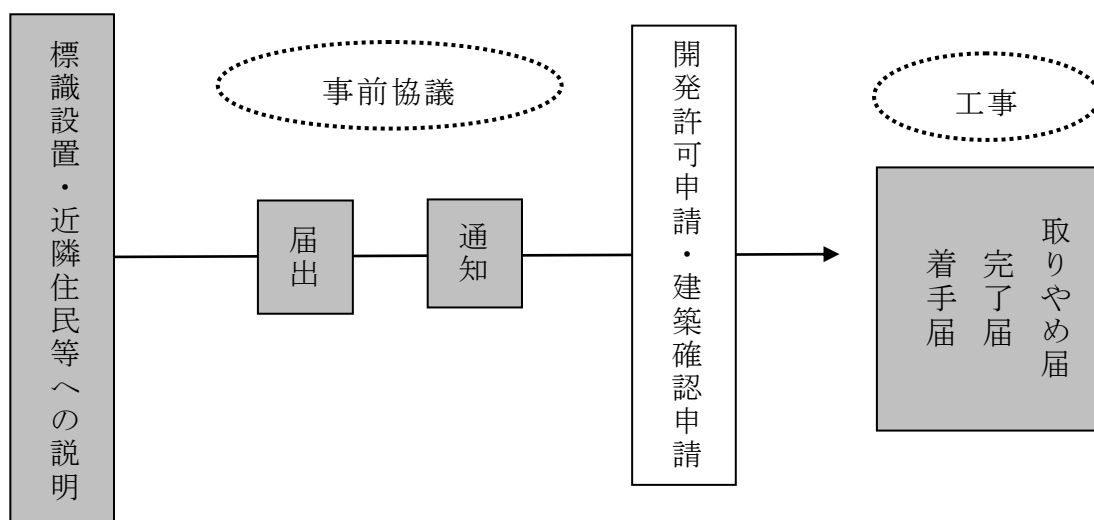 標識設置・近隣住民等への説明
事前協議
届出
通知
開発許可申請・建築確認申請
工事
取りやめ届
完了届
着手届